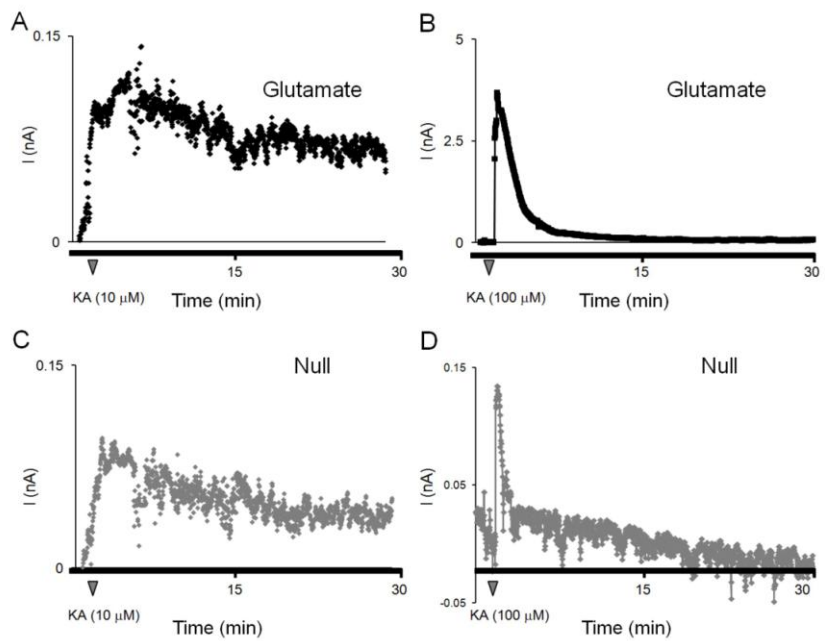 A
0.15
Glutamate
I (nA)
0
15
30
KA (10 μM)
Time (min)
B
5
Glutamate
I (nA)
2.5
0
15
30
KA (100 μM)
Time (min)
C
Null
0.15
I (nA)
0
15
30
KA (10 μM)
Time (min)
D
Null
0.15
I (nA)
0.05
-0.05
15
30
KA (100 μM)
Time (min)